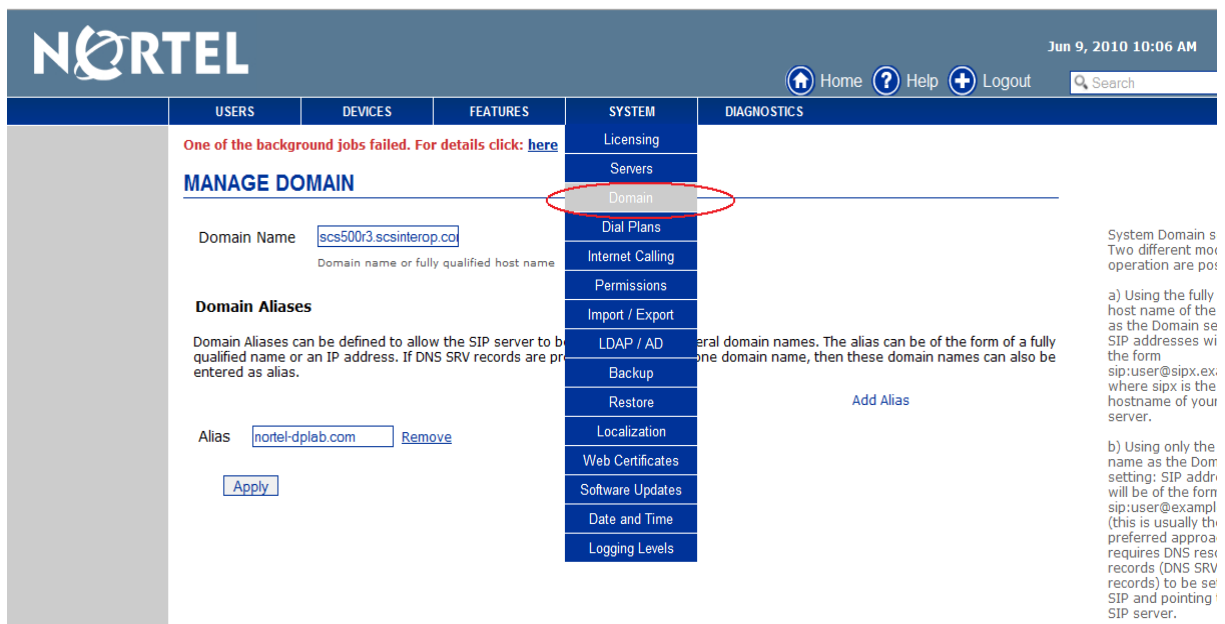 NORTEL
Jun 9, 2010 10:06 AM
Home Help Logout
Search
USERS DEVICES FEATURES SYSTEM DIAGNOSTICS
One of the background jobs failed. For details click: here
MANAGE DOMAIN
Licensing
Servers
Domain
Dial Plans
Internet Calling
Permissions
Import / Export
LDAP / AD
Backup
Restore
Localization
Web Certificates
Software Updates
Date and Time
Logging Levels
Domain Name scs500r3.scsinterop.co
Domain name or fully qualified host name
Domain Aliases
Domain Aliases can be defined to allow the SIP server to b eral domain names. The alias can be of the form of a fully
qualified name or an IP address. If DNS SRV records are pr one domain name, then these domain names can also be
entered as alias.
Add Alias
Alias nortel-dplab.com Remove
Apply
System Domain s
Two different mo
operation are pos
a) Using the fully
host name of the
as the Domain se
SIP addresses wi
the form
sip:user@sipx.ex
where sipx is the
hostname of your
server.
b) Using only the
name as the Dom
setting: SIP addre
will be of the form
sip:user@exampl
(this is usually the
preferred approa
requires DNS reso
records (DNS SRV
records) to be se
SIP and pointing
SIP server.